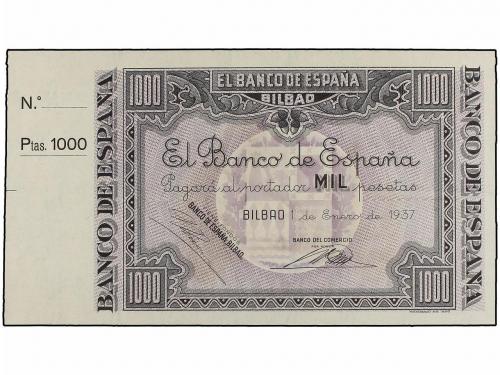 N.º
Ptas. 1000
BANCO DE ESPAÑA
1000
EL BANCO DE ESPAÑA
BILBAO
1000
El Banco de España
Pagará al portador MIL pesetas
BILBAO 1 de Enero de 1937
BANCO DE ESPAÑA.BILBAO
BANCO DEL COMERCIO
1000
1000
BANCO DE ESPAÑA